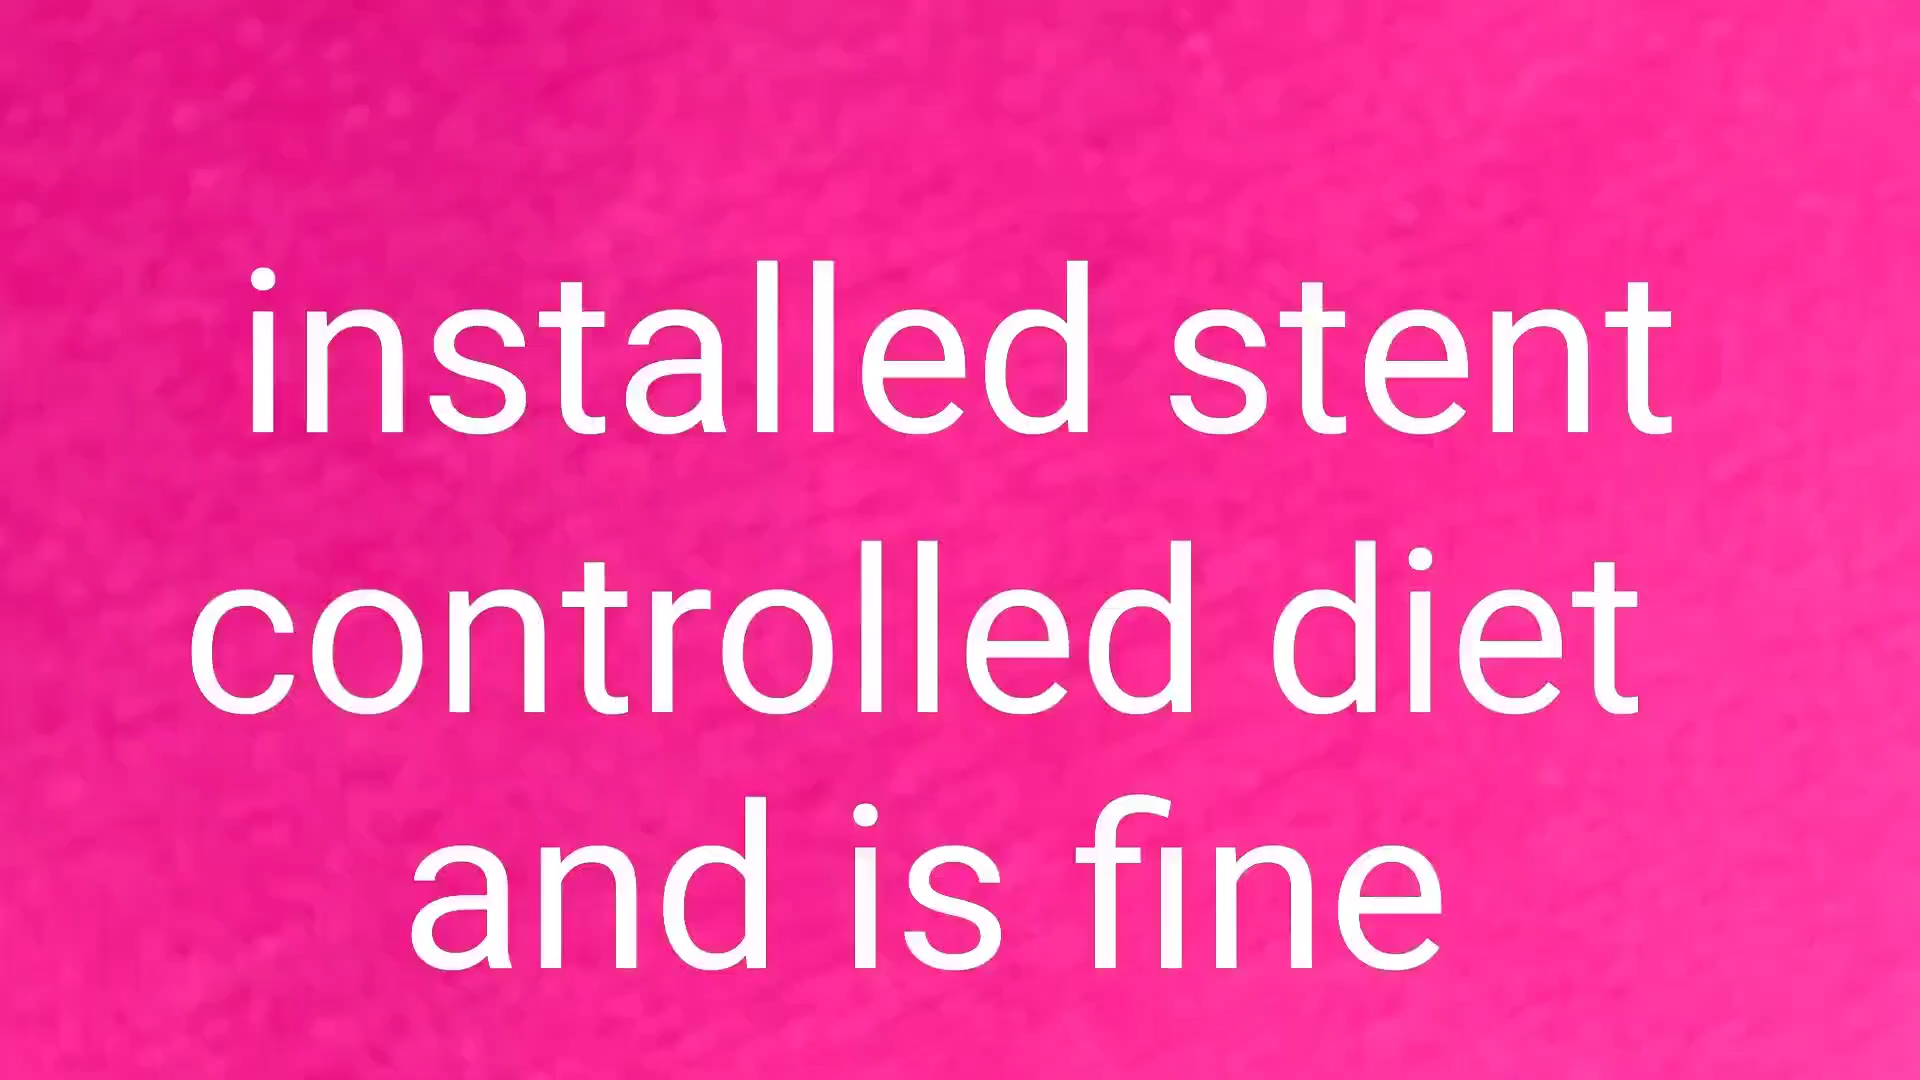 installed stent
controlled diet
and is fine